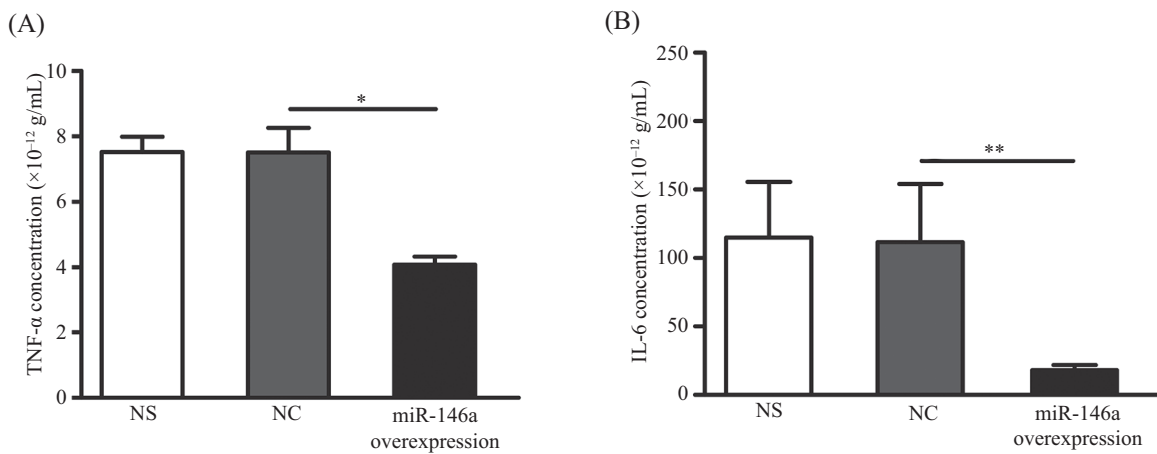 (A)
TNF-α concentration (×10⁻¹² g/mL)
10
8
6
4
2
0
*
NS
NC
miR-146a
overexpression
(B)
IL-6 concentration (×10⁻¹² g/mL)
250
200
150
100
50
0
**
NS
NC
miR-146a
overexpression